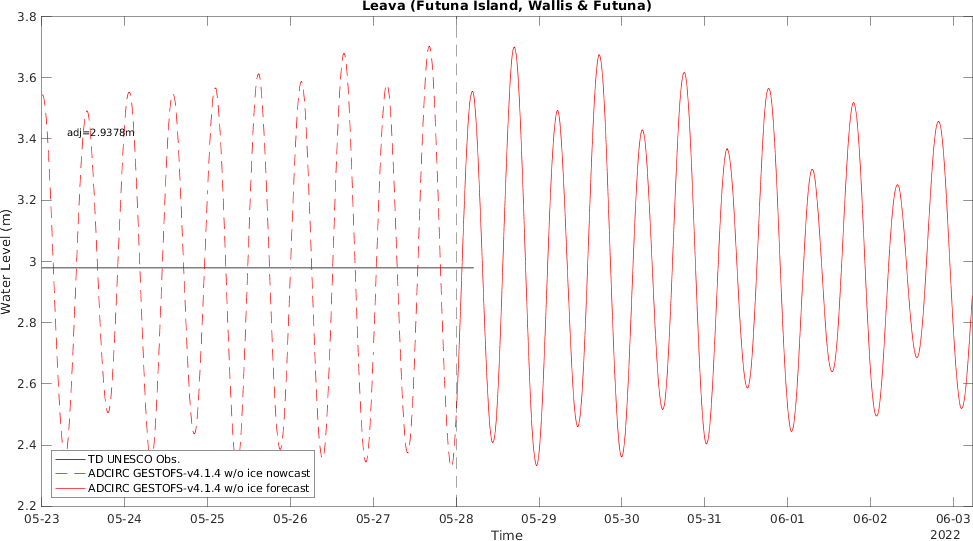 Leava (Futuna Island, Wallis & Futuna)
3.8
3.6
3.4
3.2
3
2.8
2.6
2.4
2.2
Water Level (m)
adj=2.9378m
TD UNESCO Obs.
ADCIRC GESTOFS-v4.1.4 w/o ice nowcast
ADCIRC GESTOFS-v4.1.4 w/o ice forecast
05-23 05-24 05-25 05-26 05-27 05-28 05-29 05-30 05-31 06-01 06-02 06-03
Time 2022